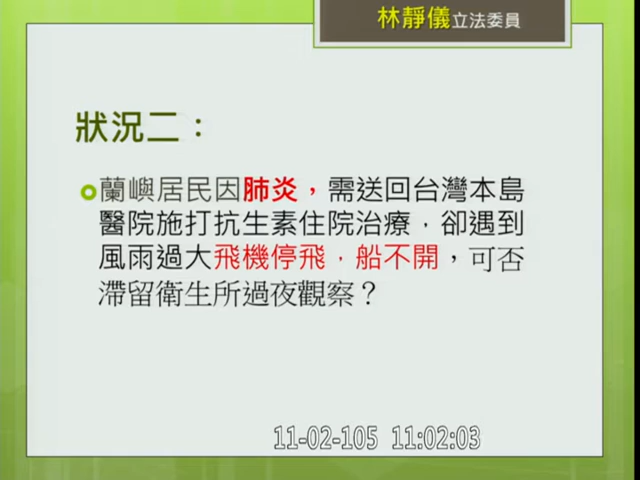 林靜儀立法委員
狀況二：
蘭嶼居民因肺炎，需送回台灣本島
醫院施打抗生素住院治療，卻遇到
風雨過大飛機停飛，船不開，可否
滯留衛生所過夜觀察？
11-02-105 11:02:03